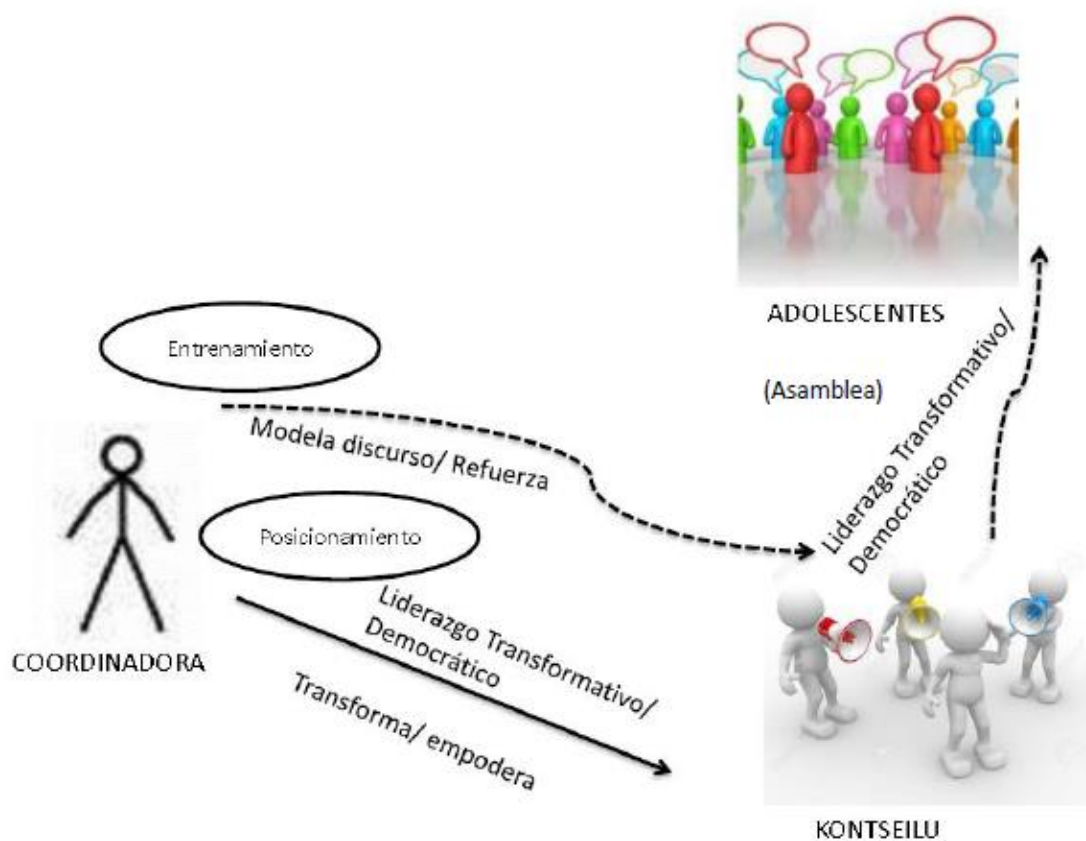 ADOLESCENTES
(Asamblea)
Entrenamiento
Modela discurso/ Refuerza
Posicionamiento
Liderazgo Transformativo/
Democrático
Transforma/ empodera
COORDINADORA
Liderazgo Transformativo/
Democrático
KONTSEILU